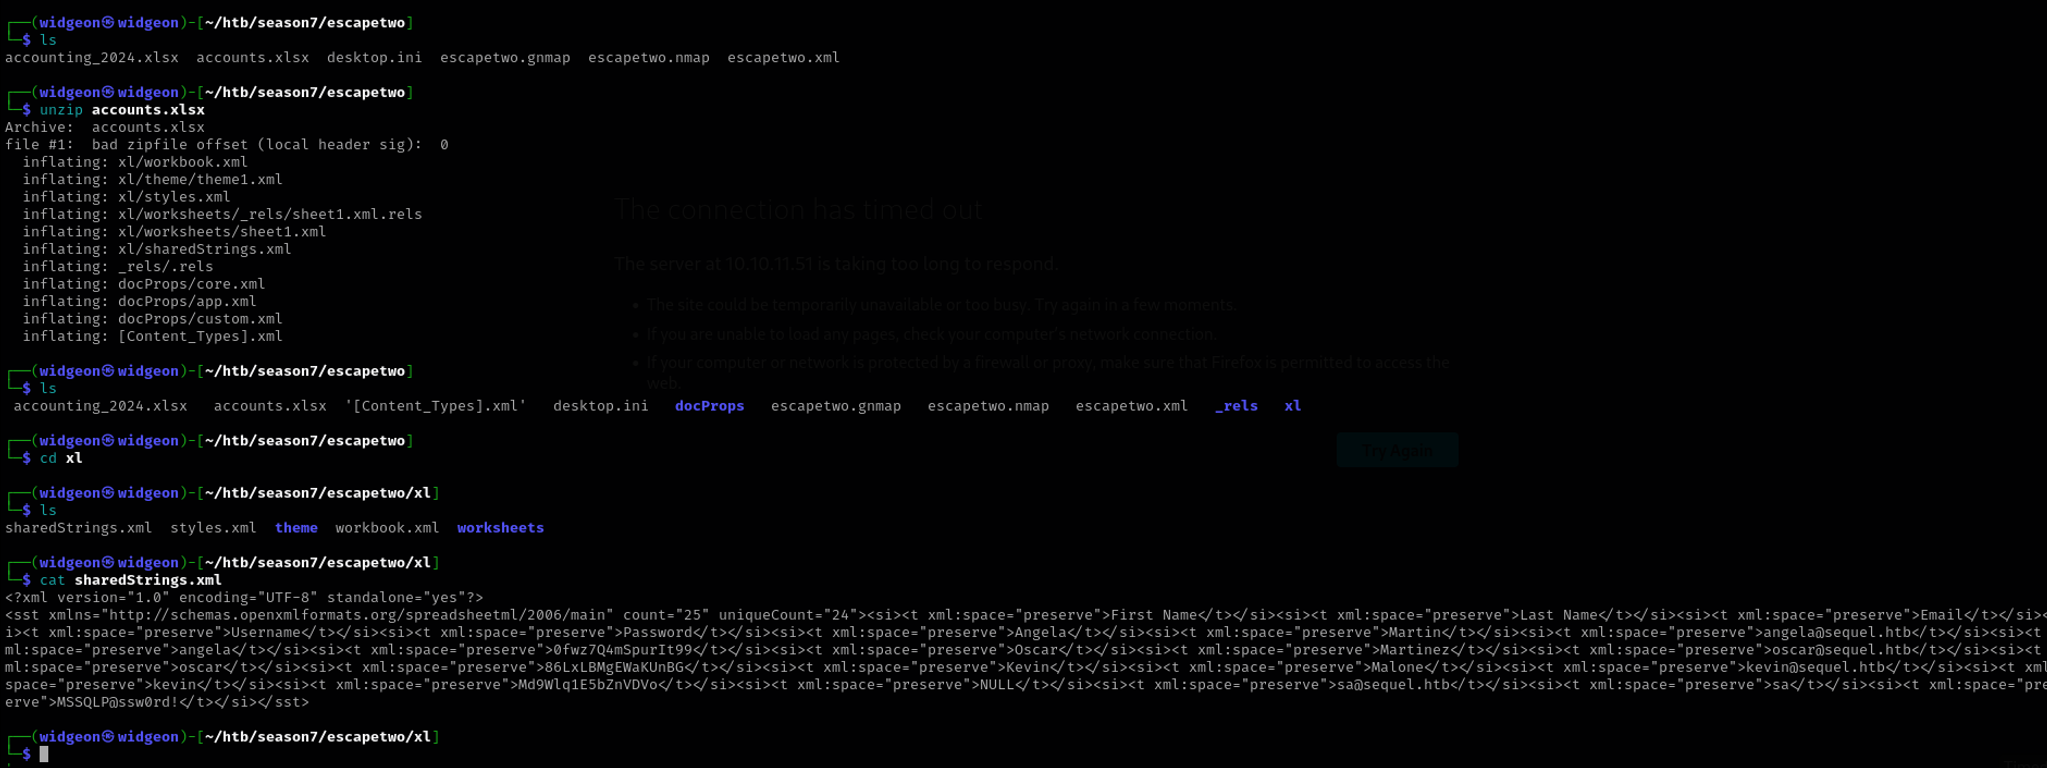 ┌──(widgeon㉿widgeon)-[~/htb/season7/escapetwo]
└─$ ls
accounting_2024.xlsx  accounts.xlsx  desktop.ini  escapetwo.gnmap  escapetwo.nmap  escapetwo.xml
┌──(widgeon㉿widgeon)-[~/htb/season7/escapetwo]
└─$ unzip accounts.xlsx
Archive:  accounts.xlsx
file #1:  bad zipfile offset (local header sig):  0
  inflating: xl/workbook.xml
  inflating: xl/theme/theme1.xml
  inflating: xl/styles.xml
  inflating: xl/worksheets/_rels/sheet1.xml.rels
  inflating: xl/worksheets/sheet1.xml
  inflating: xl/sharedStrings.xml
  inflating: _rels/.rels
  inflating: docProps/core.xml
  inflating: docProps/app.xml
  inflating: docProps/custom.xml
  inflating: [Content_Types].xml
┌──(widgeon㉿widgeon)-[~/htb/season7/escapetwo]
└─$ ls
 accounting_2024.xlsx   accounts.xlsx  '[Content_Types].xml'   desktop.ini   docProps   escapetwo.gnmap   escapetwo.nmap   escapetwo.xml   _rels   xl
┌──(widgeon㉿widgeon)-[~/htb/season7/escapetwo]
└─$ cd xl
┌──(widgeon㉿widgeon)-[~/htb/season7/escapetwo/xl]
└─$ ls
sharedStrings.xml  styles.xml  theme  workbook.xml  worksheets
┌──(widgeon㉿widgeon)-[~/htb/season7/escapetwo/xl]
└─$ cat sharedStrings.xml
<?xml version="1.0" encoding="UTF-8" standalone="yes"?>
<sst xmlns="http://schemas.openxmlformats.org/spreadsheetml/2006/main" count="25" uniqueCount="24"><si><t xml:space="preserve">First Name</t></si><si><t xml:space="preserve">Last Name</t></si><si><t xml:space="preserve">Email</t></si><
i><t xml:space="preserve">Username</t></si><si><t xml:space="preserve">Password</t></si><si><t xml:space="preserve">Angela</t></si><si><t xml:space="preserve">Martin</t></si><si><t xml:space="preserve">angela@sequel.htb</t></si><si><t
ml:space="preserve">angela</t></si><si><t xml:space="preserve">0fwz7Q4mSpurIt99</t></si><si><t xml:space="preserve">Oscar</t></si><si><t xml:space="preserve">Martinez</t></si><si><t xml:space="preserve">oscar@sequel.htb</t></si><si><t
ml:space="preserve">oscar</t></si><si><t xml:space="preserve">86LxLBMgEWaKUnBG</t></si><si><t xml:space="preserve">Kevin</t></si><si><t xml:space="preserve">Malone</t></si><si><t xml:space="preserve">kevin@sequel.htb</t></si><si><t xml
space="preserve">kevin</t></si><si><t xml:space="preserve">Md9Wlq1E5bZnVDVo</t></si><si><t xml:space="preserve">NULL</t></si><si><t xml:space="preserve">sa@sequel.htb</t></si><si><t xml:space="preserve">sa</t></si><si><t xml:space="pre
erve">MSSQLP@ssw0rd!</t></si></sst>
┌──(widgeon㉿widgeon)-[~/htb/season7/escapetwo/xl]
└─$
The connection has timed out
The server at 10.10.11.51 is taking too long to respond.
• The site could be temporarily unavailable or too busy. Try again in a few moments.
• If you are unable to load any pages, check your computer's network connection.
• If your computer or network is protected by a firewall or proxy, make sure that Firefox is permitted to access the
web.
Try Again